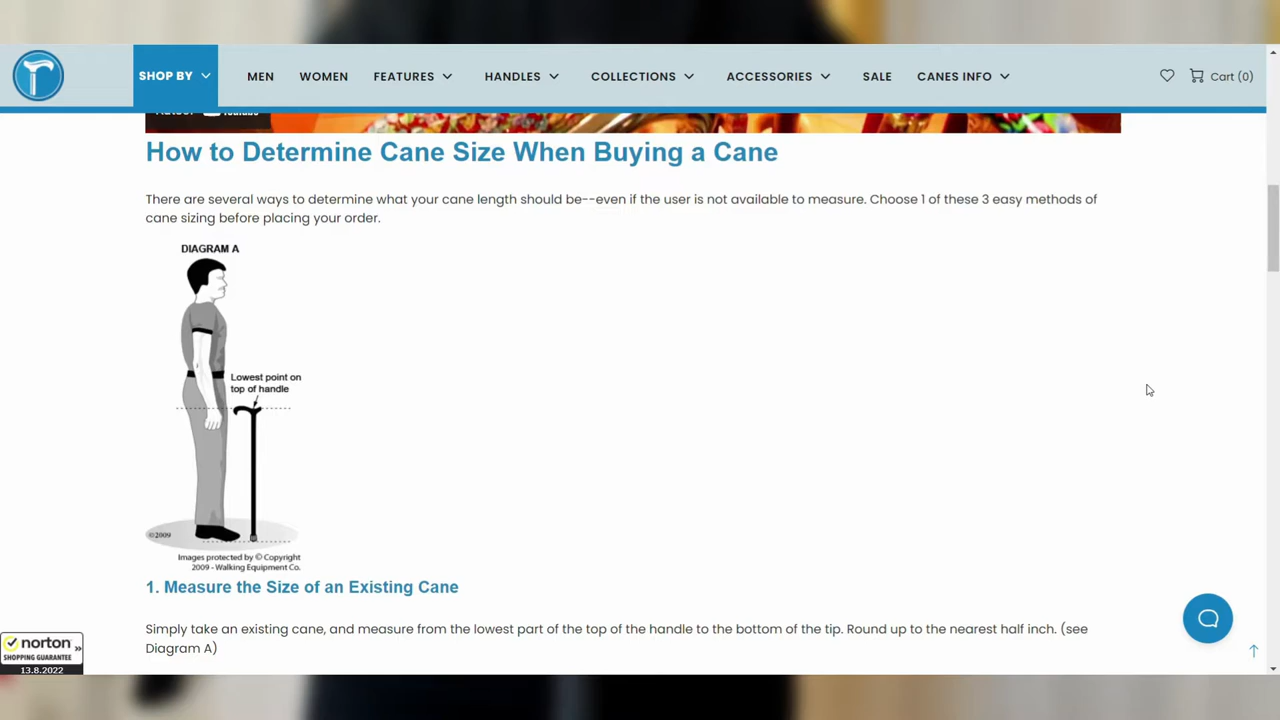 SHOP BY MEN WOMEN FEATURES HANDLES COLLECTIONS ACCESSORIES SALE CANES INFO Cart (0)
How to Determine Cane Size When Buying a Cane
There are several ways to determine what your cane length should be--even if the user is not available to measure. Choose 1 of these 3 easy methods of
cane sizing before placing your order.
DIAGRAM A
Lowest point on
top of handle
©2009
Images protected by © Copyright
2009 - Walking Equipment Co.
1. Measure the Size of an Existing Cane
Simply take an existing cane, and measure from the lowest part of the top of the handle to the bottom of the tip. Round up to the nearest half inch. (see
Diagram A)
norton
SHOPPING GUARANTEE
13.8.2022